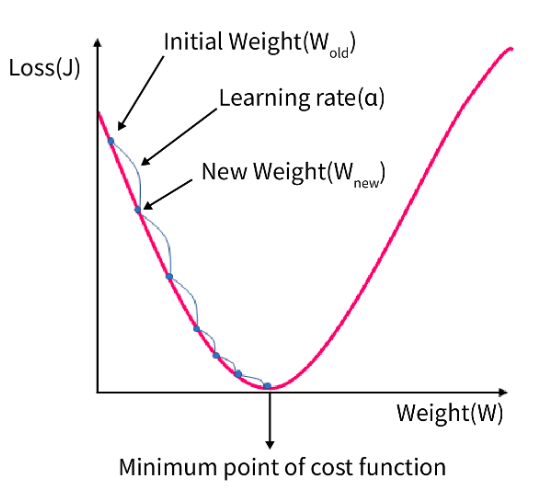 Initial Weight(Wold)
Loss(J)
Learning rate(α)
New Weight(Wnew)
Weight(W)
Minimum point of cost function